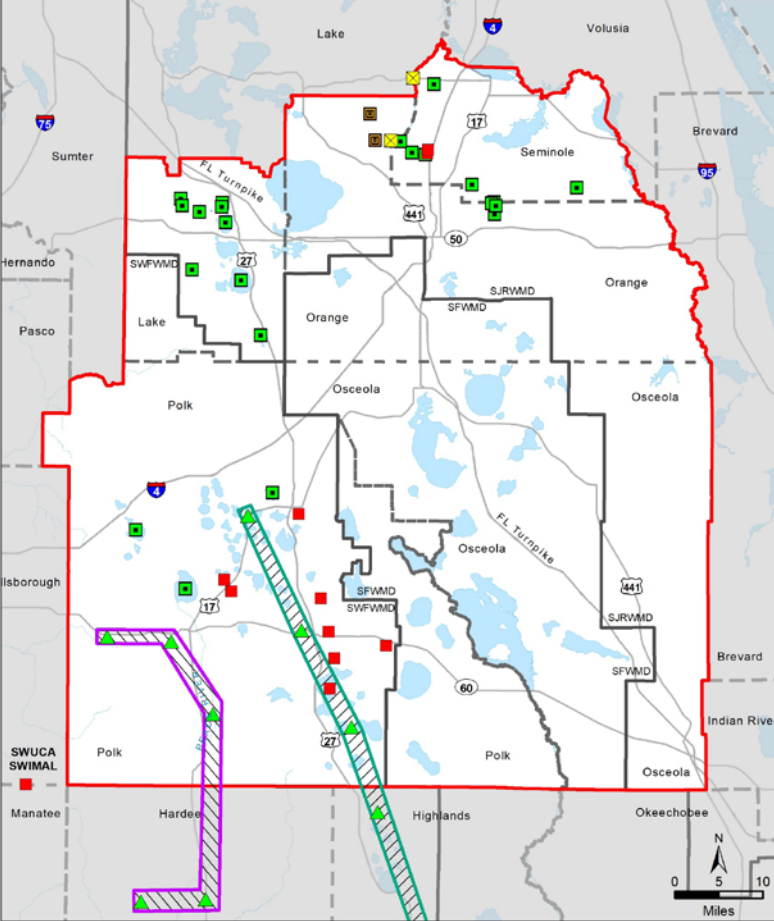 Lake
4
Volusia
75
17
Brevard
Sumter
Seminole
95
FL Turnpike
441
50
27
Hernando
SWFWMD
SJRWMD
SFWMD
Orange
Lake
Orange
Pasco
Osceola
Osceola
Polk
4
FL Turnpike
Osceola
llsborough
17
SFWMD
SWFWMD
441
SJRWMD
SFWMD
Brevard
60
Indian Rive
27
SWUCA
SWIMAL
Polk
Polk
Osceola
Manatee
Hardee
Highlands
Okeechobee
N
0 5 10
Miles